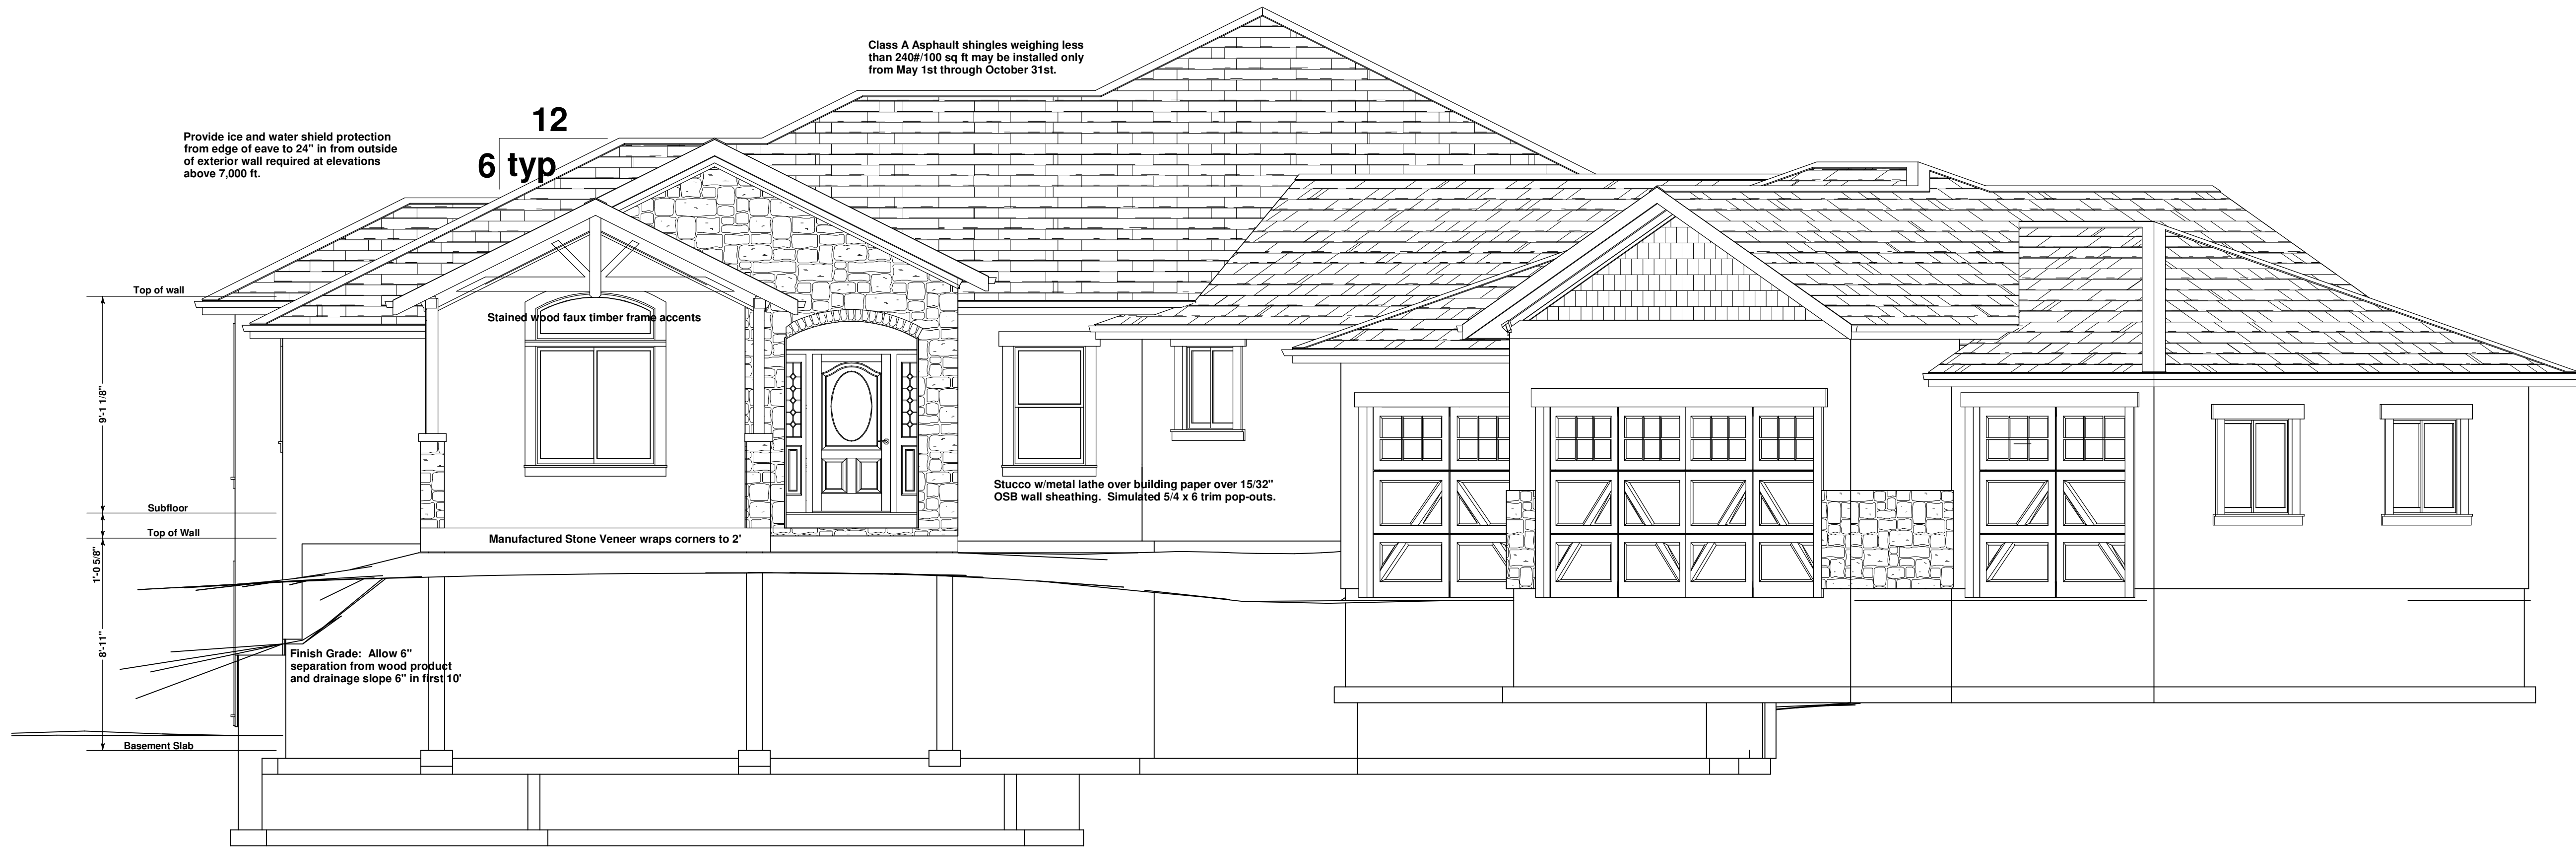 Class A Asphault shingles weighing less
than 240#/100 sq ft may be installed only
from May 1st through October 31st.
12
6 typ
Provide ice and water shield protection
from edge of eave to 24" in from outside
of exterior wall required at elevations
above 7,000 ft.
Top of wall
Stained wood faux timber frame accents
9'-1 1/8"
Stucco w/metal lathe over building paper over 15/32"
OSB wall sheathing. Simulated 5/4 x 6 trim pop-outs.
Subfloor
Top of Wall
Manufactured Stone Veneer wraps corners to 2'
1'-0 5/8"
8'-11"
Finish Grade: Allow 6"
separation from wood product
and drainage slope 6" in first 10'
Basement Slab